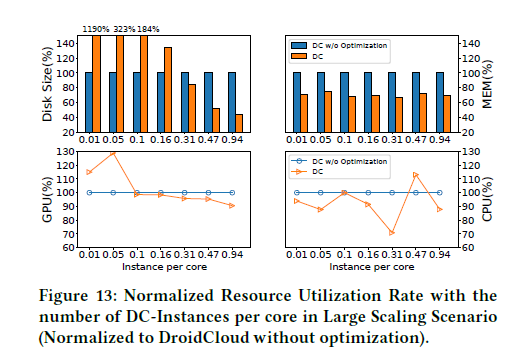 1190% 323% 184%
Disk Size(%)
140
120
100
80
60
40
20
0.01 0.05 0.1 0.16 0.31 0.47 0.94
DC w/o Optimization
DC
140
120
100
80
60
40
20
MEM(%)
0.01 0.05 0.1 0.16 0.31 0.47 0.94
GPU(%)
130
120
110
100
90
80
70
60
0.01 0.05 0.1 0.16 0.31 0.47 0.94
Instance per core
DC w/o Optimization
DC
130
120
110
100
90
80
70
60
CPU(%)
0.01 0.05 0.1 0.16 0.31 0.47 0.94
Instance per core
Figure 13: Normalized Resource Utilization Rate with the
number of DC-Instances per core in Large Scaling Scenario
(Normalized to DroidCloud without optimization).